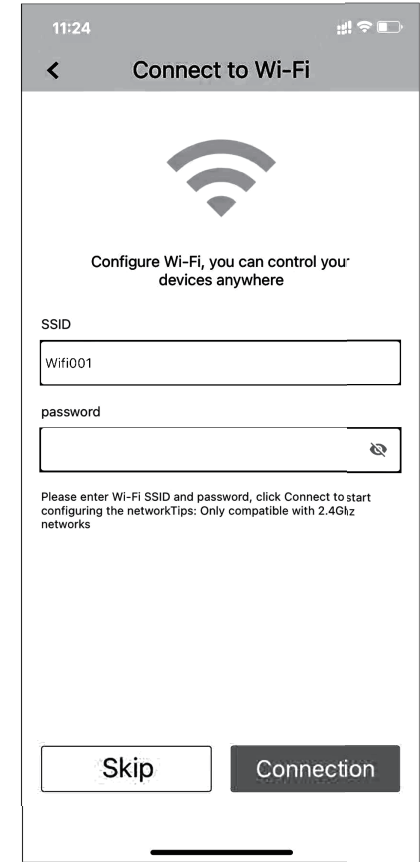 11:24
Connect to Wi-Fi
Configure Wi-Fi, you can control your
devices anywhere
SSID
Wifi001
password
Please enter Wi-Fi SSID and password, click Connect to start
configuring the networkTips: Only compatible with 2.4Ghz
networks
Skip
Connection